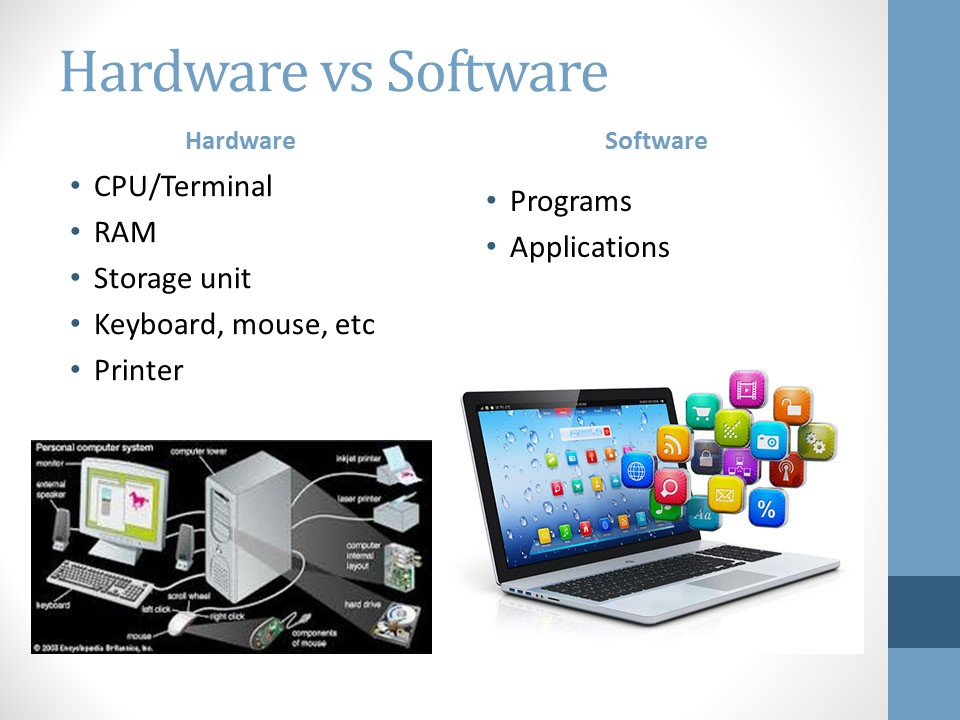 Hardware vs Software
Hardware
• CPU/Terminal
• RAM
• Storage unit
• Keyboard, mouse, etc
• Printer
Software
• Programs
• Applications
Personal computer system
monitor
computer tower
inkjet printer
external
speaker
laser printer
computer
internal
layout
keyboard
scroll wheel
left click
right click
hard drive
mouse
components
of mouse
© 2003 Encyclopædia Britannica, Inc.
Aa
%